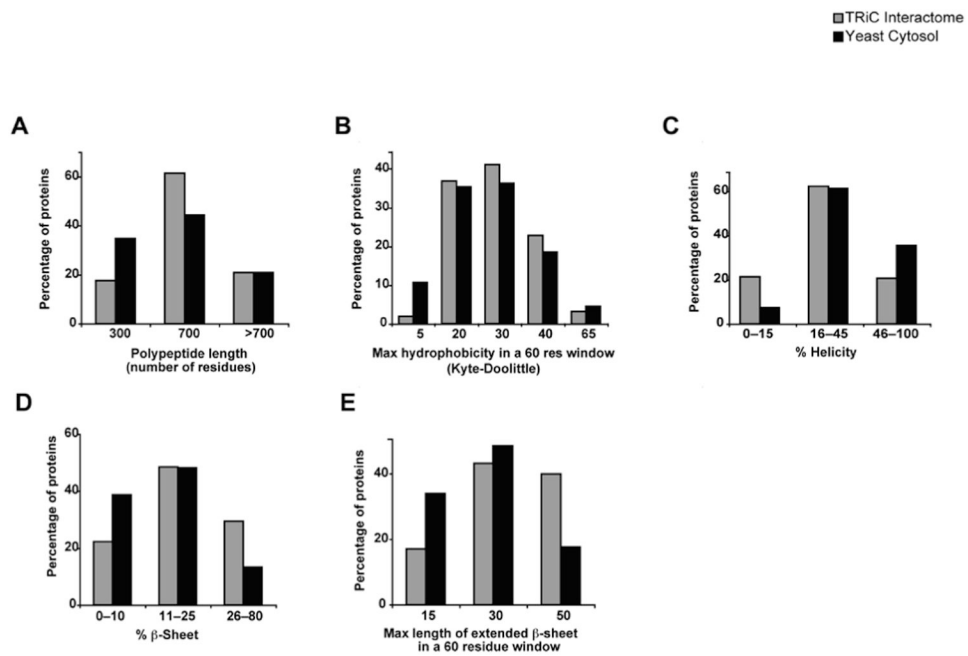 TRiC Interactome
Yeast Cytosol
A
Percentage of proteins
60
40
20
0
300 700 >700
Polypeptide length
(number of residues)
B
Percentage of proteins
40
30
20
10
0
5 20 30 40 65
Max hydrophobicity in a 60 res window
(Kyte-Doolittle)
C
Percentage of proteins
60
40
20
0
0–15 16–45 46–100
% Helicity
D
Percentage of proteins
60
40
20
0
0–10 11–25 26–80
% β-Sheet
E
Percentage of proteins
40
20
0
15 30 50
Max length of extended β-sheet
in a 60 residue window